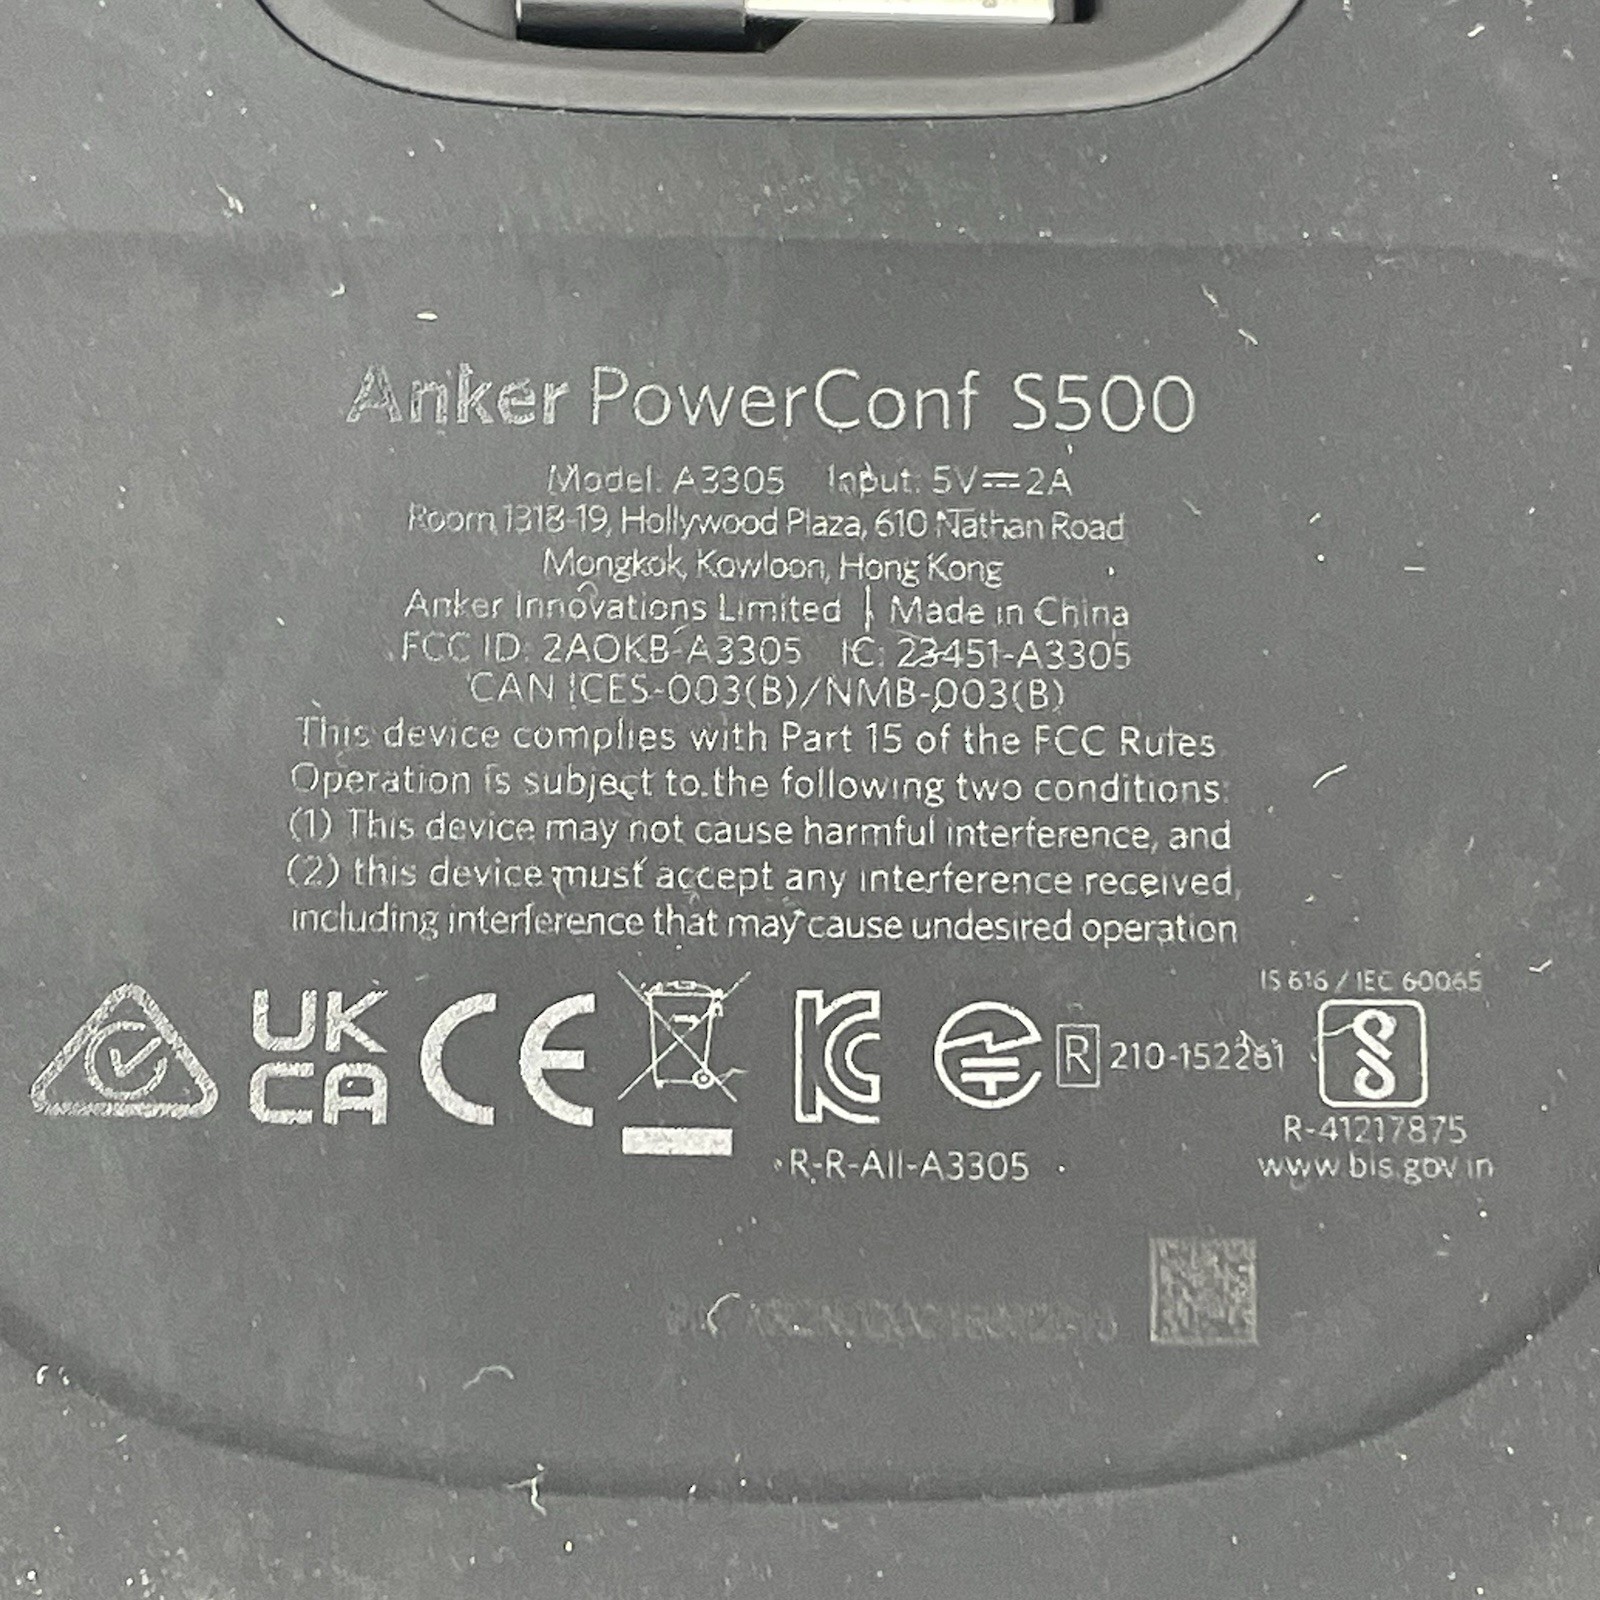 Anker PowerConf S500
Model: A3305 Input: 5V⎓2A
Room 1318-19, Hollywood Plaza, 610 Nathan Road
Mongkok, Kowloon, Hong Kong
Anker Innovations Limited | Made in China
FCC ID: 2AOKB-A3305 IC: 23451-A3305
CAN ICES-003(B)/NMB-003(B)
This device complies with Part 15 of the FCC Rules
Operation is subject to the following two conditions:
(1) This device may not cause harmful interference, and
(2) this device must accept any interference received,
including interference that may cause undesired operation
IS 616 / IEC 60065
UK
CA
CE
KC
R 210-152261
R-41217875
R-R-All-A3305
www.bis.gov.in